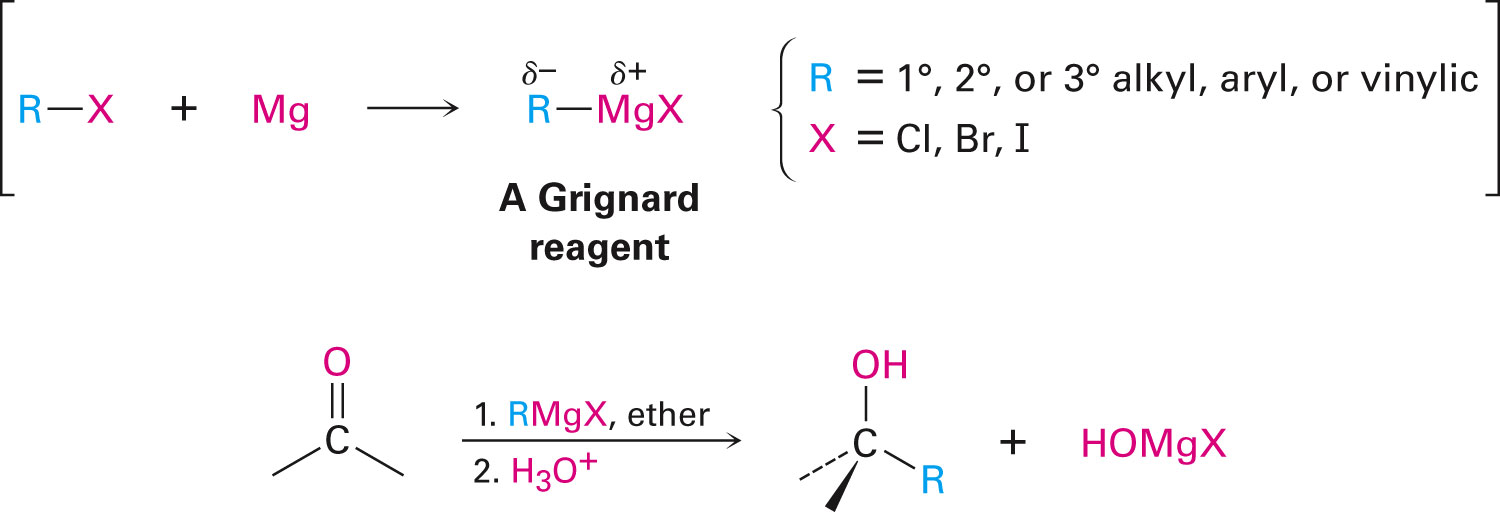 δ– δ+
R—X + Mg ⟶ R—MgX
R = 1°, 2°, or 3° alkyl, aryl, or vinylic
X = Cl, Br, I
A Grignard
reagent
O
C
1. RMgX, ether
2. H₃O⁺
OH
C
R
+ HOMgX